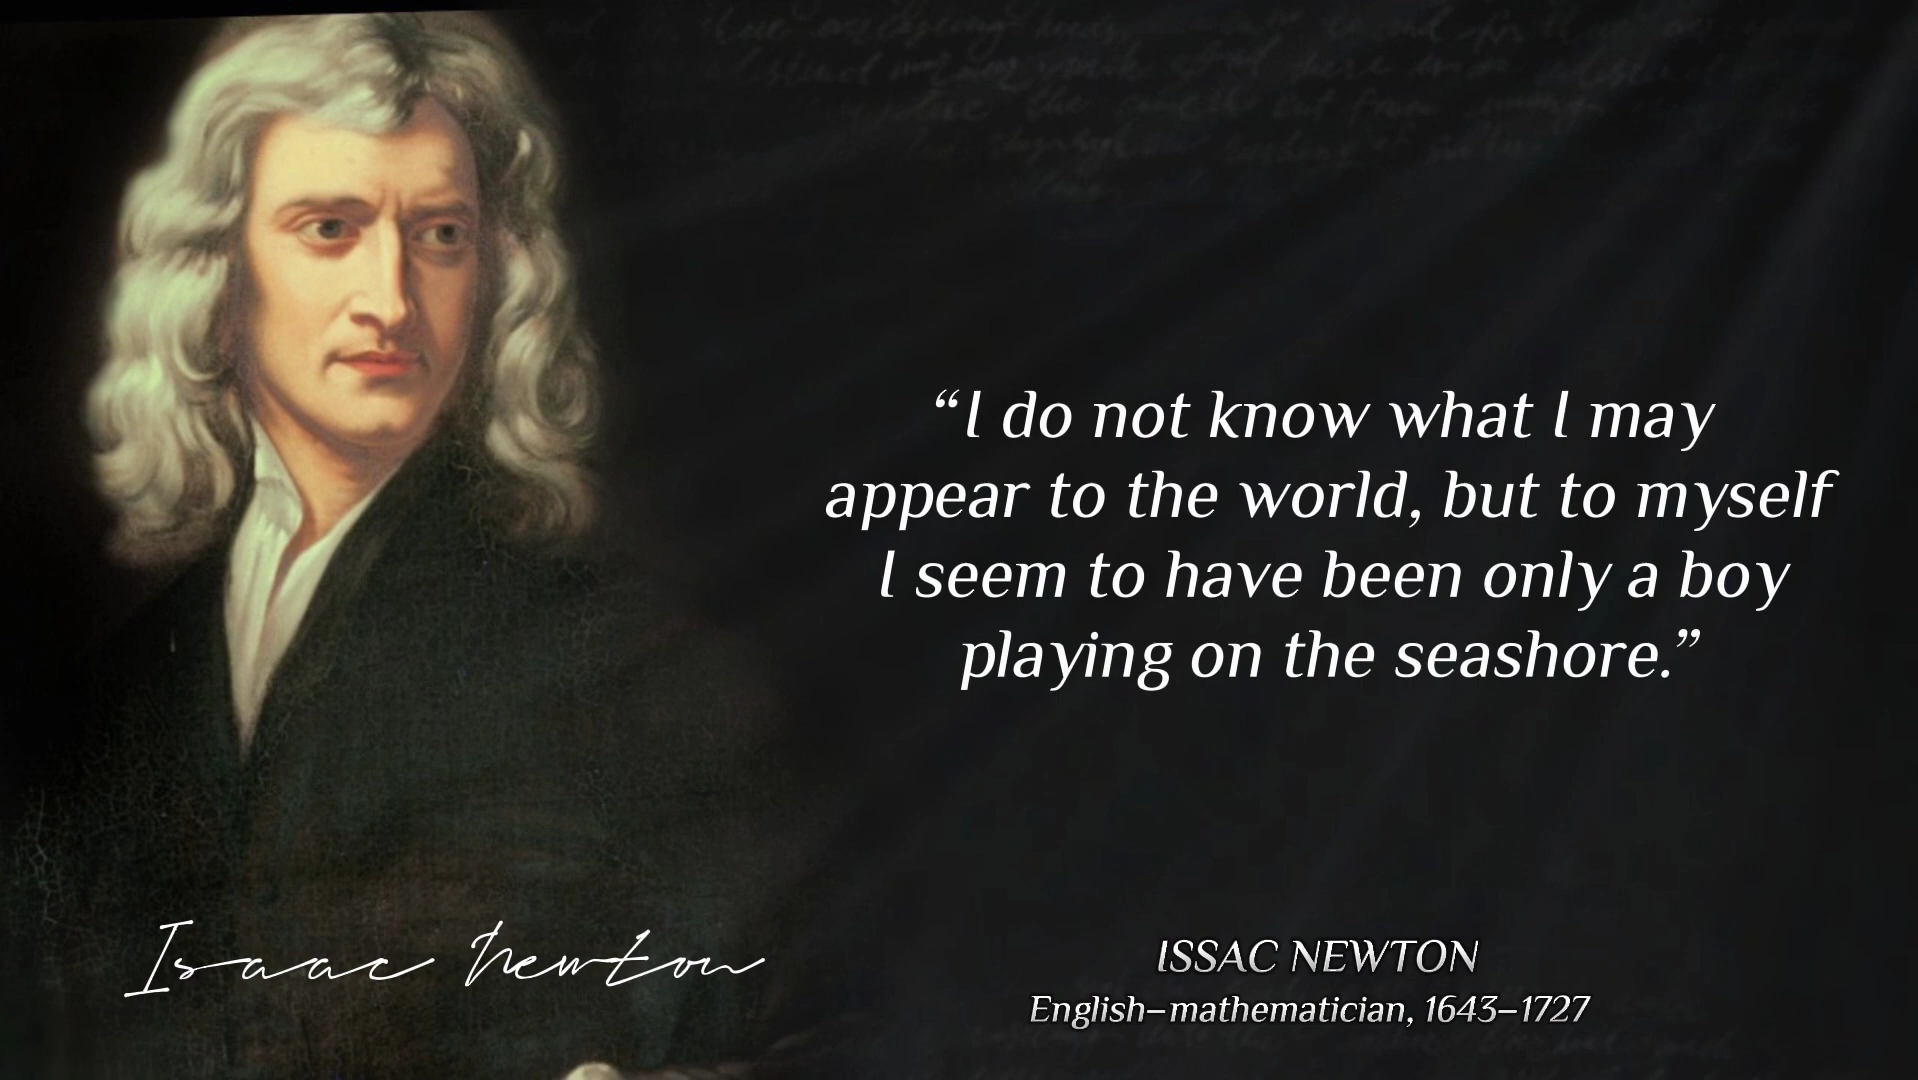 “I do not know what I may
appear to the world, but to myself
I seem to have been only a boy
playing on the seashore.”
Isaac Newton
ISSAC NEWTON
English–mathematician, 1643–1727